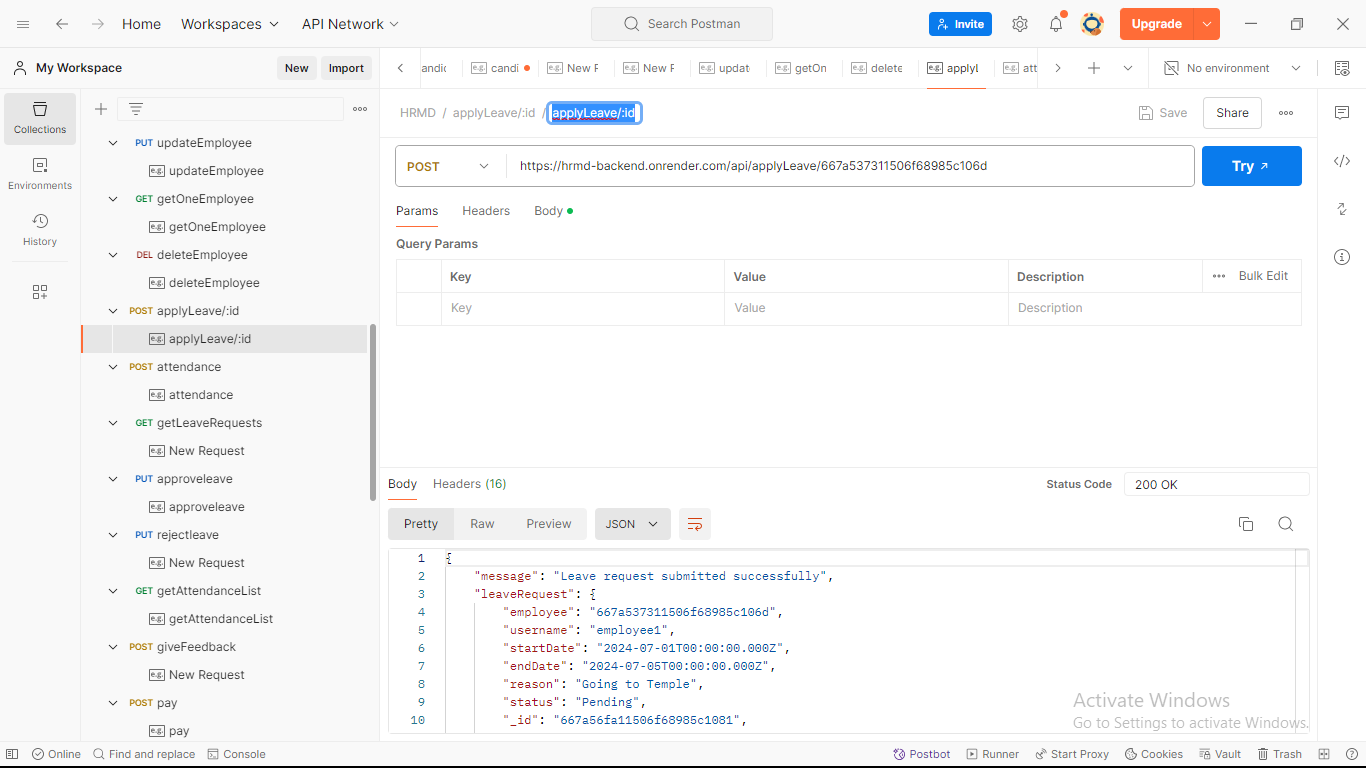 Home Workspaces API Network Search Postman Invite Upgrade
My Workspace New Import
andic candi New F New F updat getOn delete applyL att No environment
Collections
Environments
History
PUT updateEmployee
e.g. updateEmployee
GET getOneEmployee
e.g. getOneEmployee
DEL deleteEmployee
e.g. deleteEmployee
POST applyLeave/:id
e.g. applyLeave/:id
POST attendance
e.g. attendance
GET getLeaveRequests
e.g. New Request
PUT approveleave
e.g. approveleave
PUT rejectleave
e.g. New Request
GET getAttendanceList
e.g. getAttendanceList
POST giveFeedback
e.g. New Request
POST pay
e.g. pay
HRMD / applyLeave/:id / applyLeave/:id Save Share
POST https://hrmd-backend.onrender.com/api/applyLeave/667a537311506f68985c106d Try
Params Headers Body
Query Params
Key Value Description Bulk Edit
Key Value Description
Body Headers (16) Status Code 200 OK
Pretty Raw Preview JSON
1 {
2 "message": "Leave request submitted successfully",
3 "leaveRequest": {
4 "employee": "667a537311506f68985c106d",
5 "username": "employee1",
6 "startDate": "2024-07-01T00:00:00.000Z",
7 "endDate": "2024-07-05T00:00:00.000Z",
8 "reason": "Going to Temple",
9 "status": "Pending",
10 "_id": "667a56fa11506f68985c1081",
Activate Windows
Go to Settings to activate Windows.
Online Find and replace Console Postbot Runner Start Proxy Cookies Vault Trash